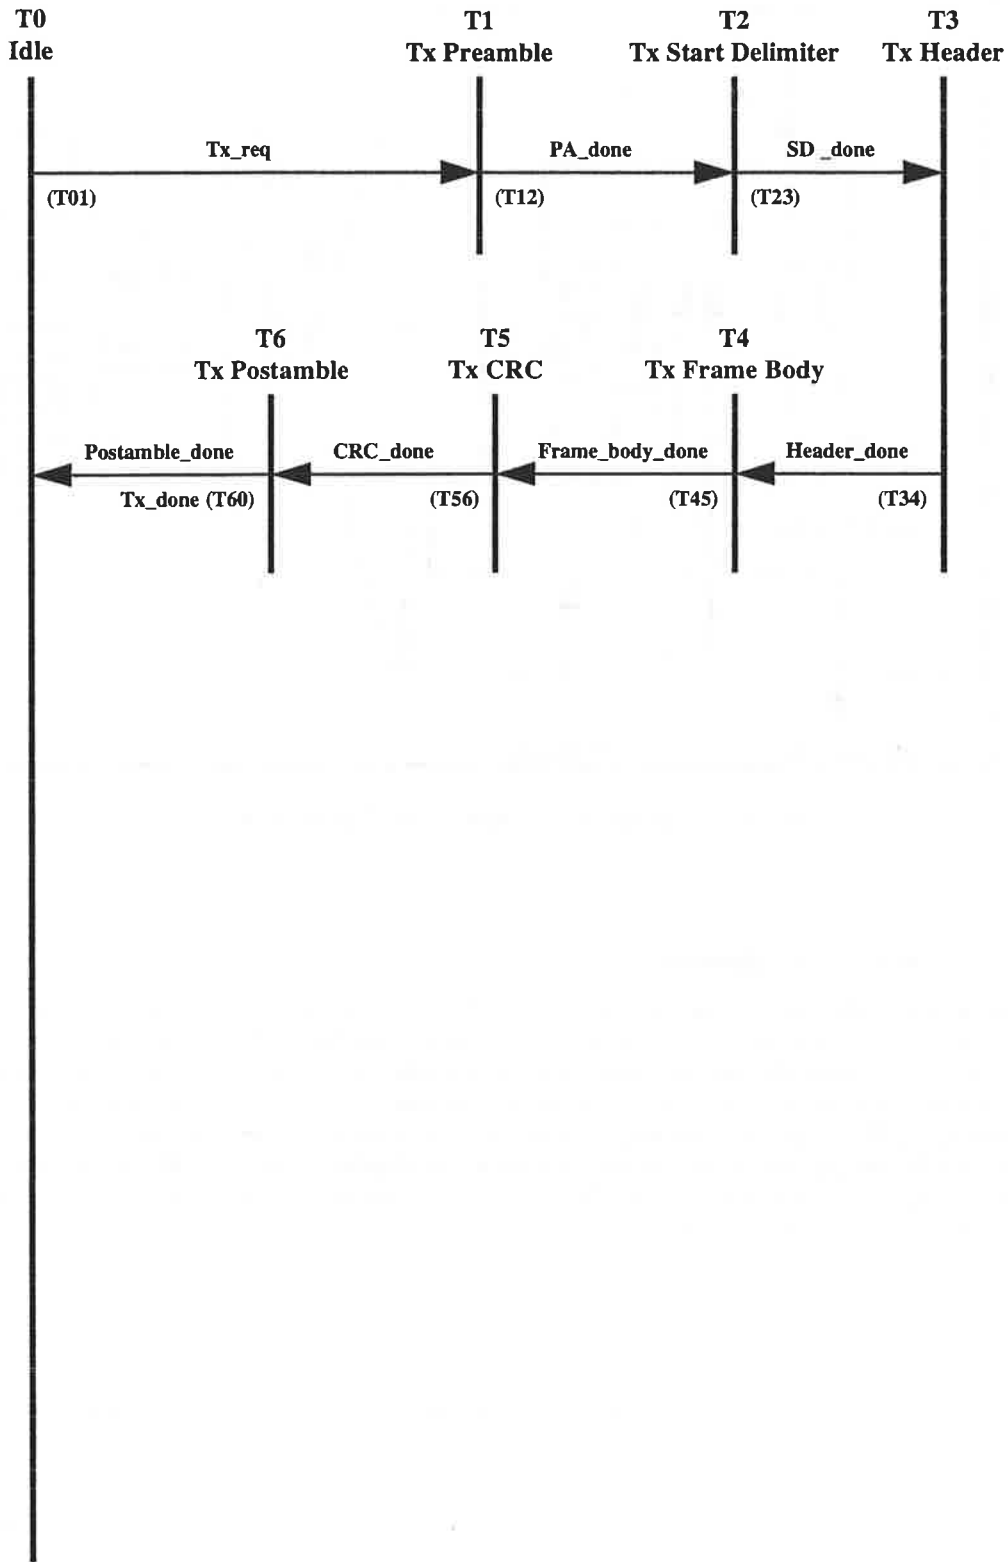 T0
Idle
T1
Tx Preamble
T2
Tx Start Delimiter
T3
Tx Header
Tx_req
PA_done
SD_done
(T01)
(T12)
(T23)
T6
Tx Postamble
T5
Tx CRC
T4
Tx Frame Body
Postamble_done
CRC_done
Frame_body_done
Header_done
Tx_done (T60)
(T56)
(T45)
(T34)